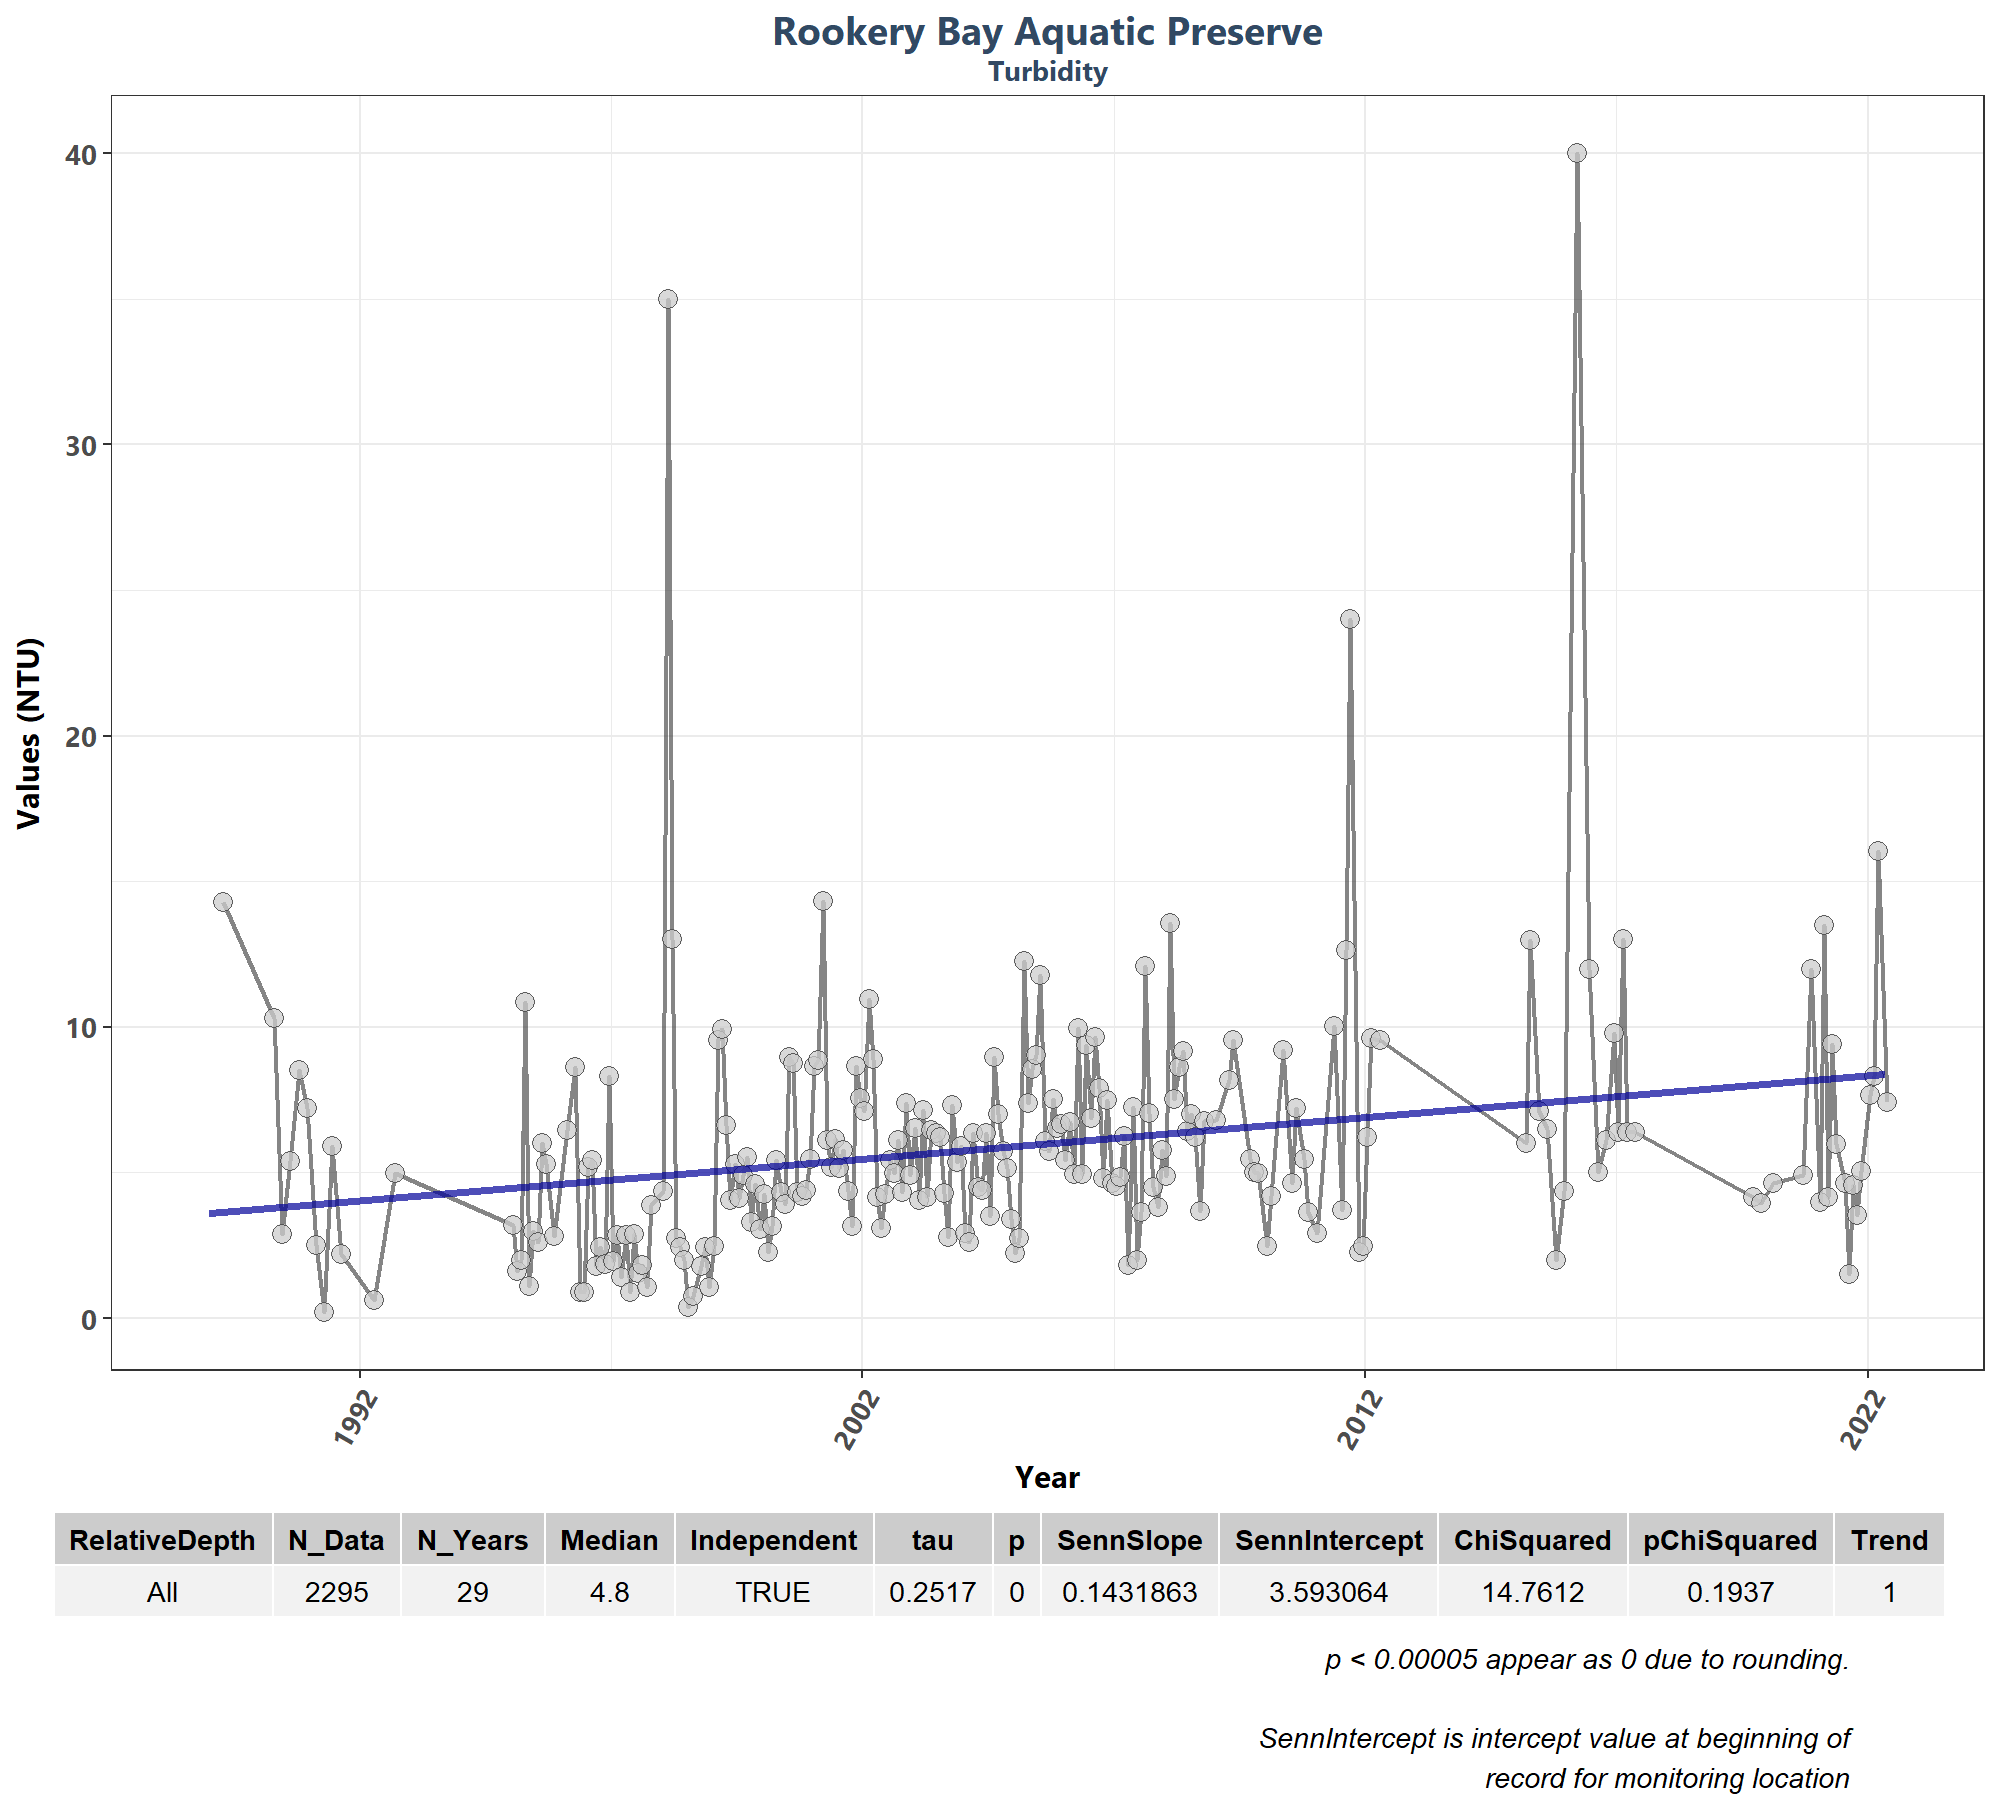 Rookery Bay Aquatic Preserve
Turbidity
Values (NTU)
40
30
20
10
0
1992 2002 2012 2022
Year
RelativeDepth N_Data N_Years Median Independent tau p SennSlope SennIntercept ChiSquared pChiSquared Trend
All 2295 29 4.8 TRUE 0.2517 0 0.1431863 3.593064 14.7612 0.1937 1
p < 0.00005 appear as 0 due to rounding.
SennIntercept is intercept value at beginning of
record for monitoring location